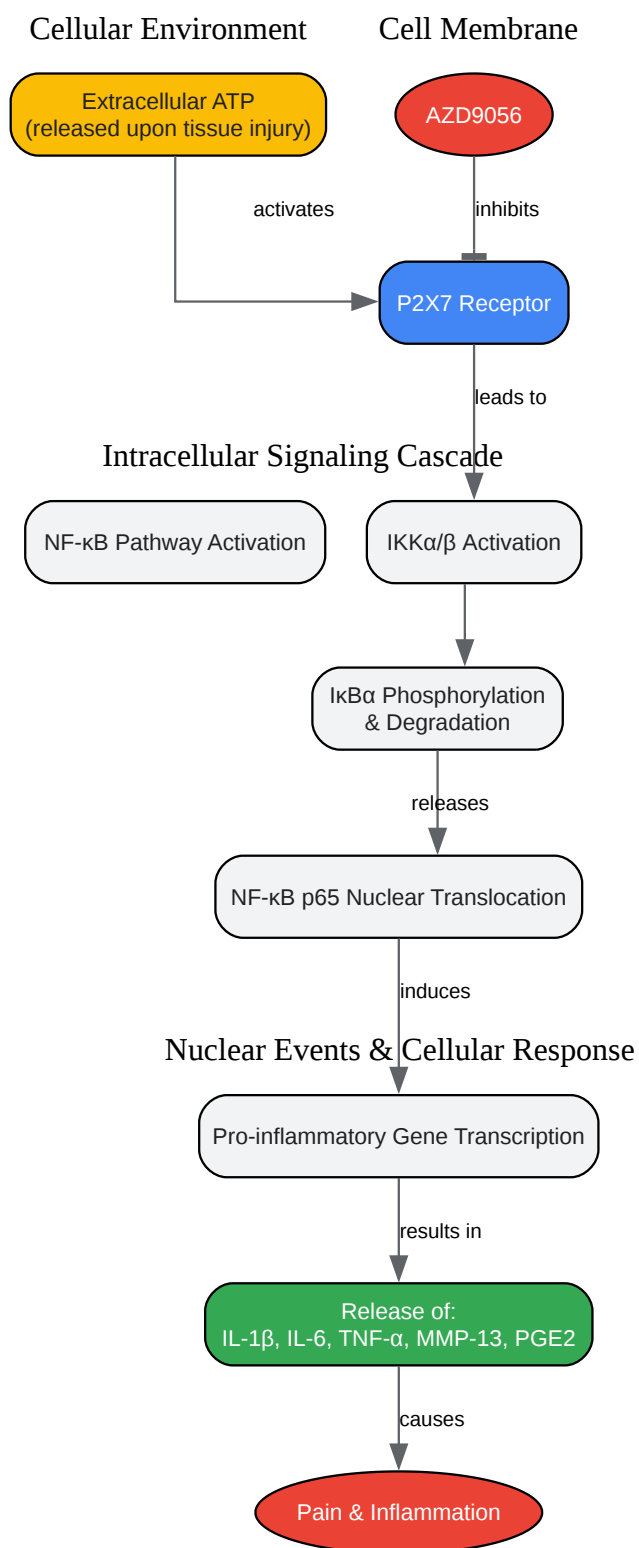 Cellular Environment
Cell Membrane
Extracellular ATP
(released upon tissue injury)
AZD9056
activates
inhibits
P2X7 Receptor
leads to
Intracellular Signaling Cascade
NF-κB Pathway Activation
IKKα/β Activation
IκBα Phosphorylation
& Degradation
releases
NF-κB p65 Nuclear Translocation
induces
Nuclear Events & Cellular Response
Pro-inflammatory Gene Transcription
results in
Release of:
IL-1β, IL-6, TNF-α, MMP-13, PGE2
causes
Pain & Inflammation